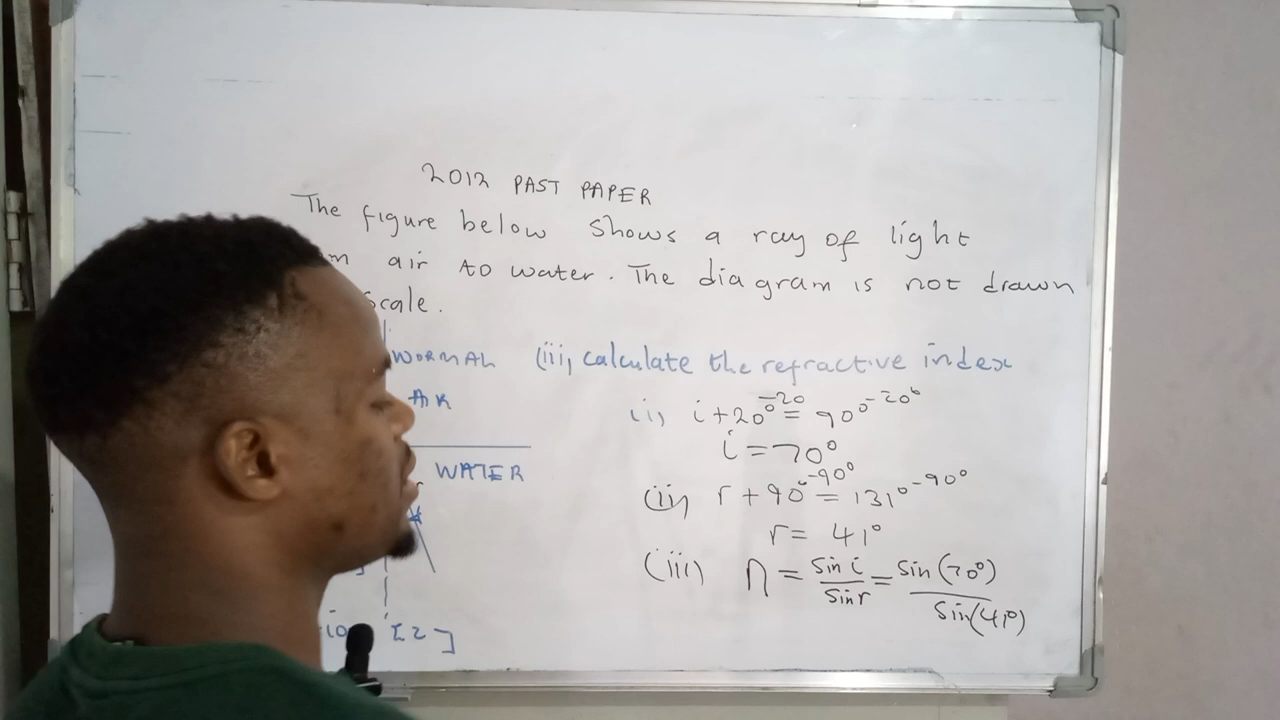 2012 PAST PAPER
The figure below shows a ray of light
m air to water. The diagram is not drawn
scale.
NORMAL (iii) calculate the refractive index
AIR
WATER
(i) i+20°⁻²⁰ = 90°⁻²⁰°
i = 70°
(ii) r + 90°⁻⁹⁰° = 131°⁻⁹⁰°
r = 41°
(iii) n = sin i / sin r = sin(70°) / sin(41°)
[2]